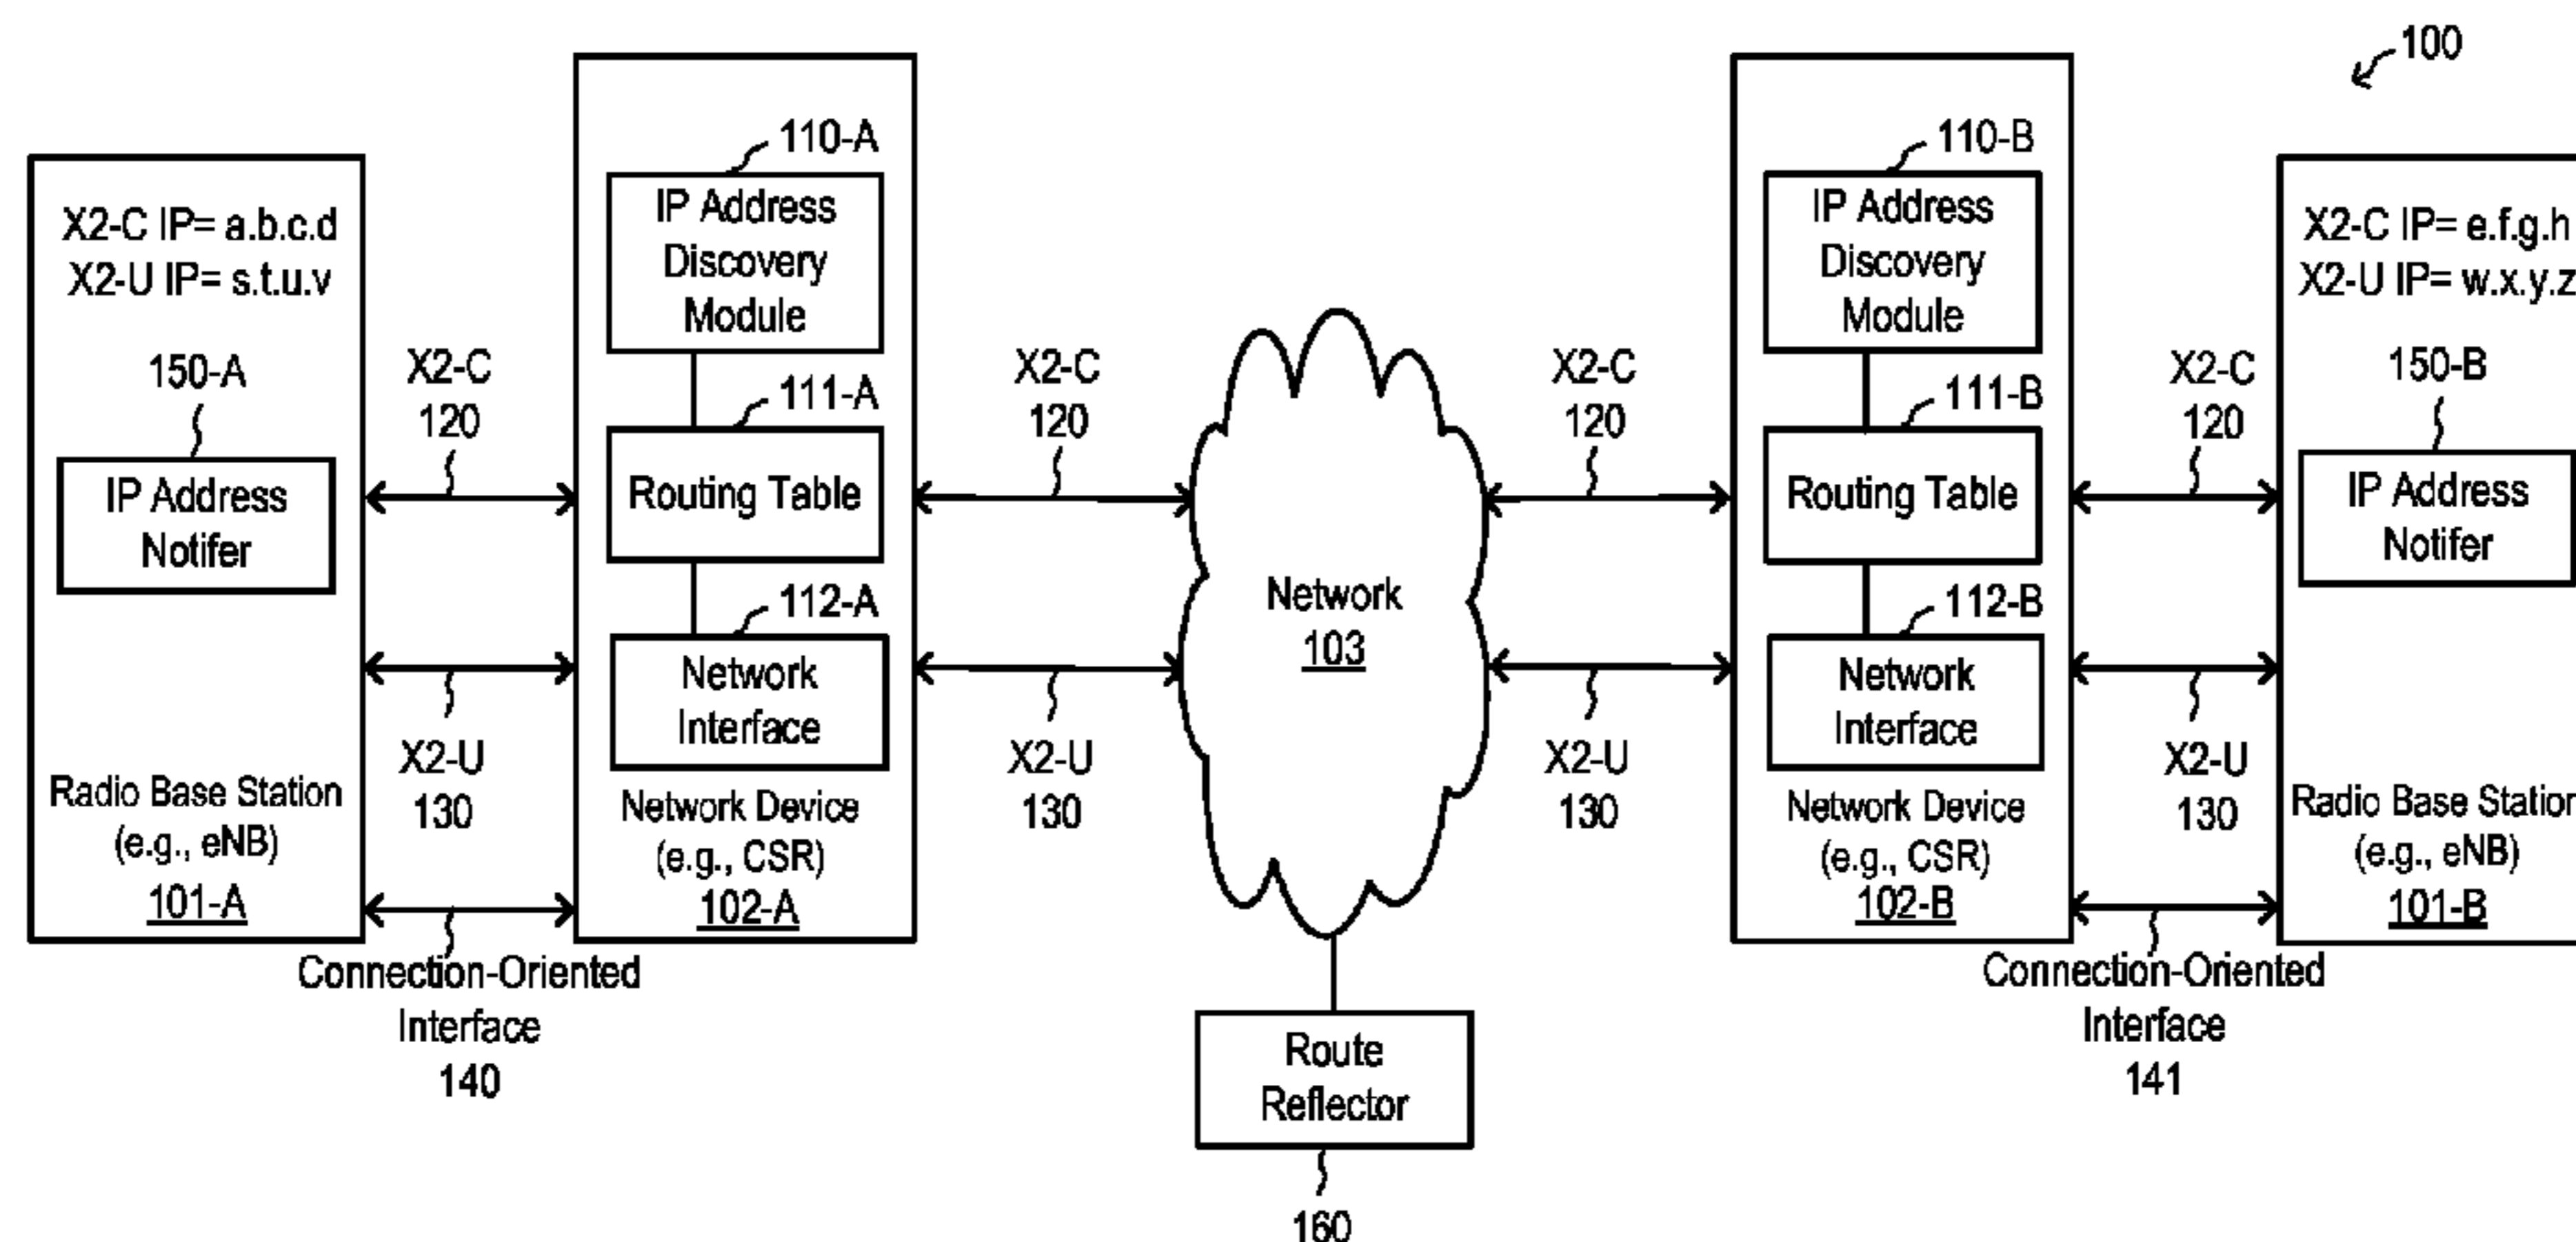 100
X2-C IP= a.b.c.d
X2-U IP= s.t.u.v
150-A
IP Address
Notifer
Radio Base Station
(e.g., eNB)
101-A
X2-C
120
X2-U
130
Connection-Oriented
Interface
140
110-A
IP Address
Discovery
Module
111-A
Routing Table
112-A
Network
Interface
Network Device
(e.g., CSR)
102-A
X2-C
120
X2-U
130
Network
103
Route
Reflector
160
X2-C
120
X2-U
130
110-B
IP Address
Discovery
Module
111-B
Routing Table
112-B
Network
Interface
Network Device
(e.g., CSR)
102-B
X2-C
120
X2-U
130
Connection-Oriented
Interface
141
X2-C IP= e.f.g.h
X2-U IP= w.x.y.z
150-B
IP Address
Notifer
Radio Base Station
(e.g., eNB)
101-B